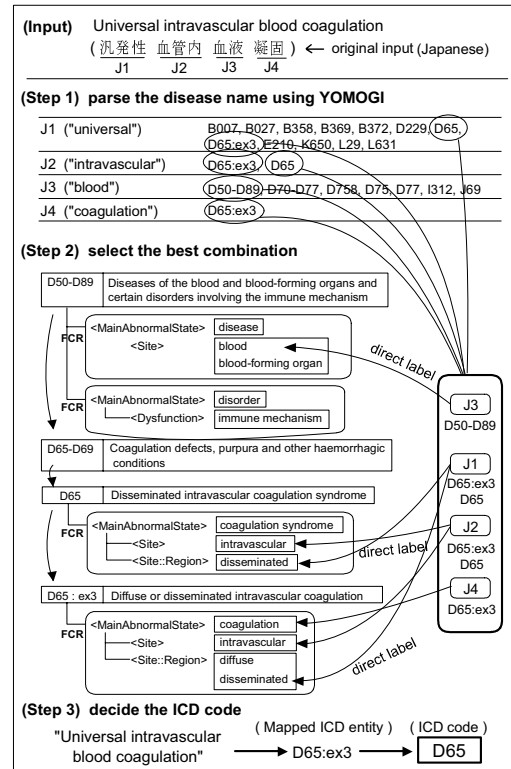 (Input) Universal intravascular blood coagulation
( 汎発性 血管内 血液 凝固 ) ← original input (Japanese)
J1 J2 J3 J4
(Step 1) parse the disease name using YOMOGI
J1 ("universal") B007, B027, B358, B369, B372, D229, D65,
D65:ex3, E210, K650, L29, L631
J2 ("intravascular") D65:ex3, D65
J3 ("blood") D50-D89, D70-D77, D758, D75, D77, I312, J69
J4 ("coagulation") D65:ex3
(Step 2) select the best combination
D50-D89 Diseases of the blood and blood-forming organs and
certain disorders involving the immune mechanism
FCR <MainAbnormalState> disease
<Site> blood
blood-forming organ
direct label
FCR <MainAbnormalState> disorder
<Dysfunction> immune mechanism
J3
D50-D89
D65-D69 Coagulation defects, purpura and other haemorrhagic
conditions
J1
D65:ex3
D65
D65 Disseminated intravascular coagulation syndrome
FCR <MainAbnormalState> coagulation syndrome
<Site> intravascular
<Site::Region> disseminated
direct label
J2
D65:ex3
D65
D65 : ex3 Diffuse or disseminated intravascular coagulation
J4
D65:ex3
FCR <MainAbnormalState> coagulation
<Site> intravascular
<Site::Region> diffuse
disseminated
direct label
(Step 3) decide the ICD code
( Mapped ICD entity ) ( ICD code )
"Universal intravascular
blood coagulation" → D65:ex3 → D65